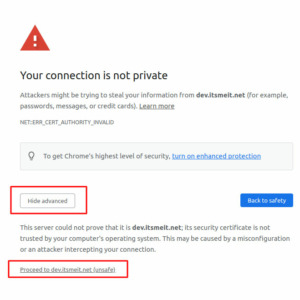 Your connection is not private
Attackers might be trying to steal your information from dev.itsmeit.net (for example,
passwords, messages, or credit cards). Learn more
NET::ERR_CERT_AUTHORITY_INVALID
To get Chrome's highest level of security, turn on enhanced protection
Hide advanced
Back to safety
This server could not prove that it is dev.itsmeit.net; its security certificate is not
trusted by your computer's operating system. This may be caused by a misconfiguration
or an attacker intercepting your connection.
Proceed to dev.itsmeit.net (unsafe)